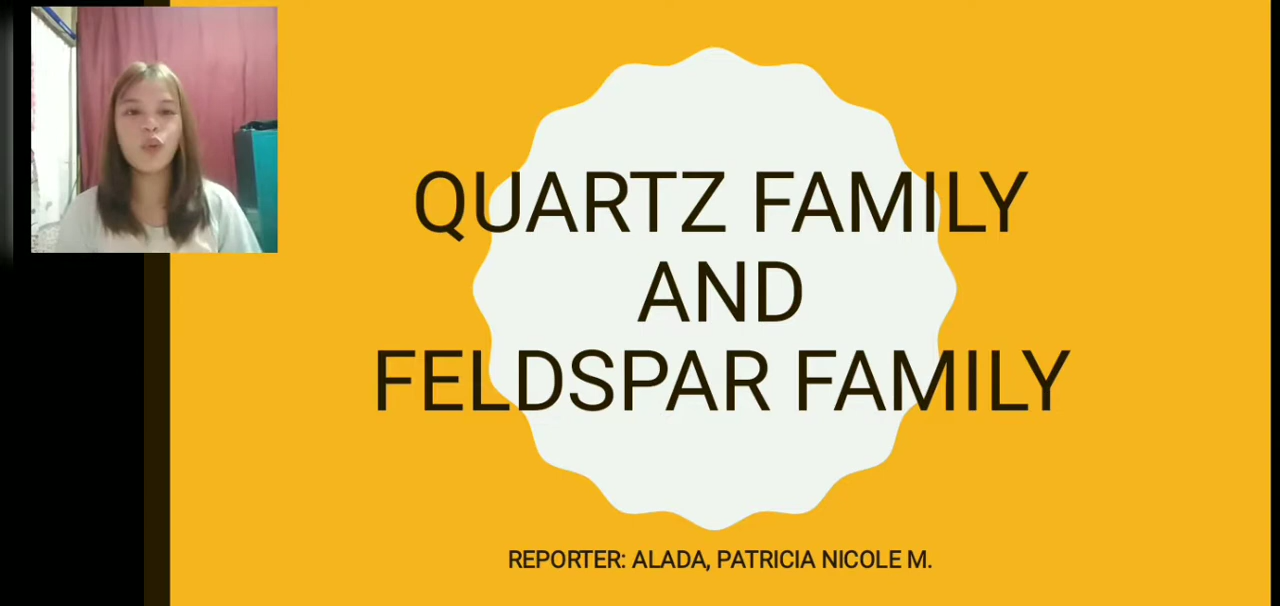 QUARTZ FAMILY
AND
FELDSPAR FAMILY
REPORTER: ALADA, PATRICIA NICOLE M.